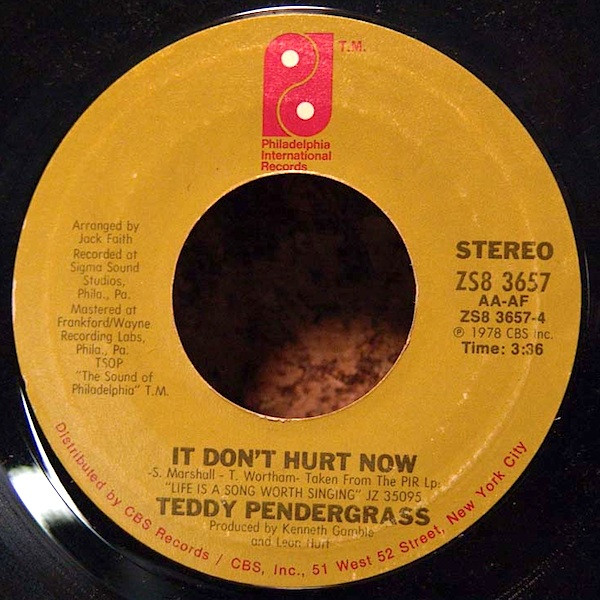 T.M.
Philadelphia
International
Records
Arranged by
Jack Faith
Recorded at
Sigma Sound
Studios,
Phila., Pa.
Mastered at
Frankford/Wayne
Recording Labs,
Phila., Pa.
TSOP
"The Sound of
Philadelphia" T.M.
STEREO
ZS8 3657
AA-AF
ZS8 3657-4
℗ 1978 CBS Inc.
Time: 3:36
IT DON'T HURT NOW
-S. Marshall - T. Wortham- Taken From The PIR Lp:
"LIFE IS A SONG WORTH SINGING" JZ 35095
TEDDY PENDERGRASS
Produced by Kenneth Gamble
and Leon Huff
Distributed by CBS Records / CBS, Inc., 51 West 52 Street, New York City